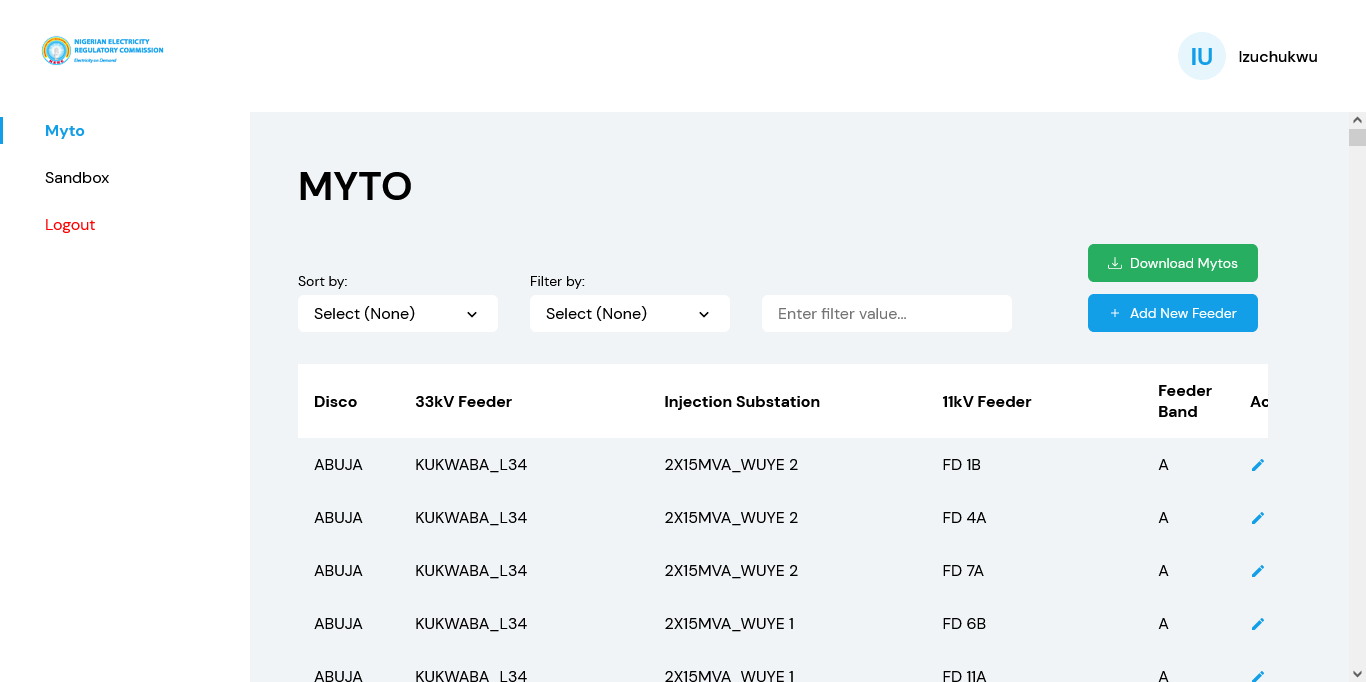 NIGERIAN ELECTRICITY
REGULATORY COMMISSION
Electricity on Demand
IU
Izuchukwu
Myto
Sandbox
Logout
MYTO
Download Mytos
Sort by:
Filter by:
Select (None)
Select (None)
Enter filter value...
Add New Feeder
Disco 33kV Feeder Injection Substation 11kV Feeder Feeder Band Ac
ABUJA KUKWABA_L34 2X15MVA_WUYE 2 FD 1B A
ABUJA KUKWABA_L34 2X15MVA_WUYE 2 FD 4A A
ABUJA KUKWABA_L34 2X15MVA_WUYE 2 FD 7A A
ABUJA KUKWABA_L34 2X15MVA_WUYE 1 FD 6B A
ABUJA KUKWABA_L34 2X15MVA_WUYE 1 FD 11A A